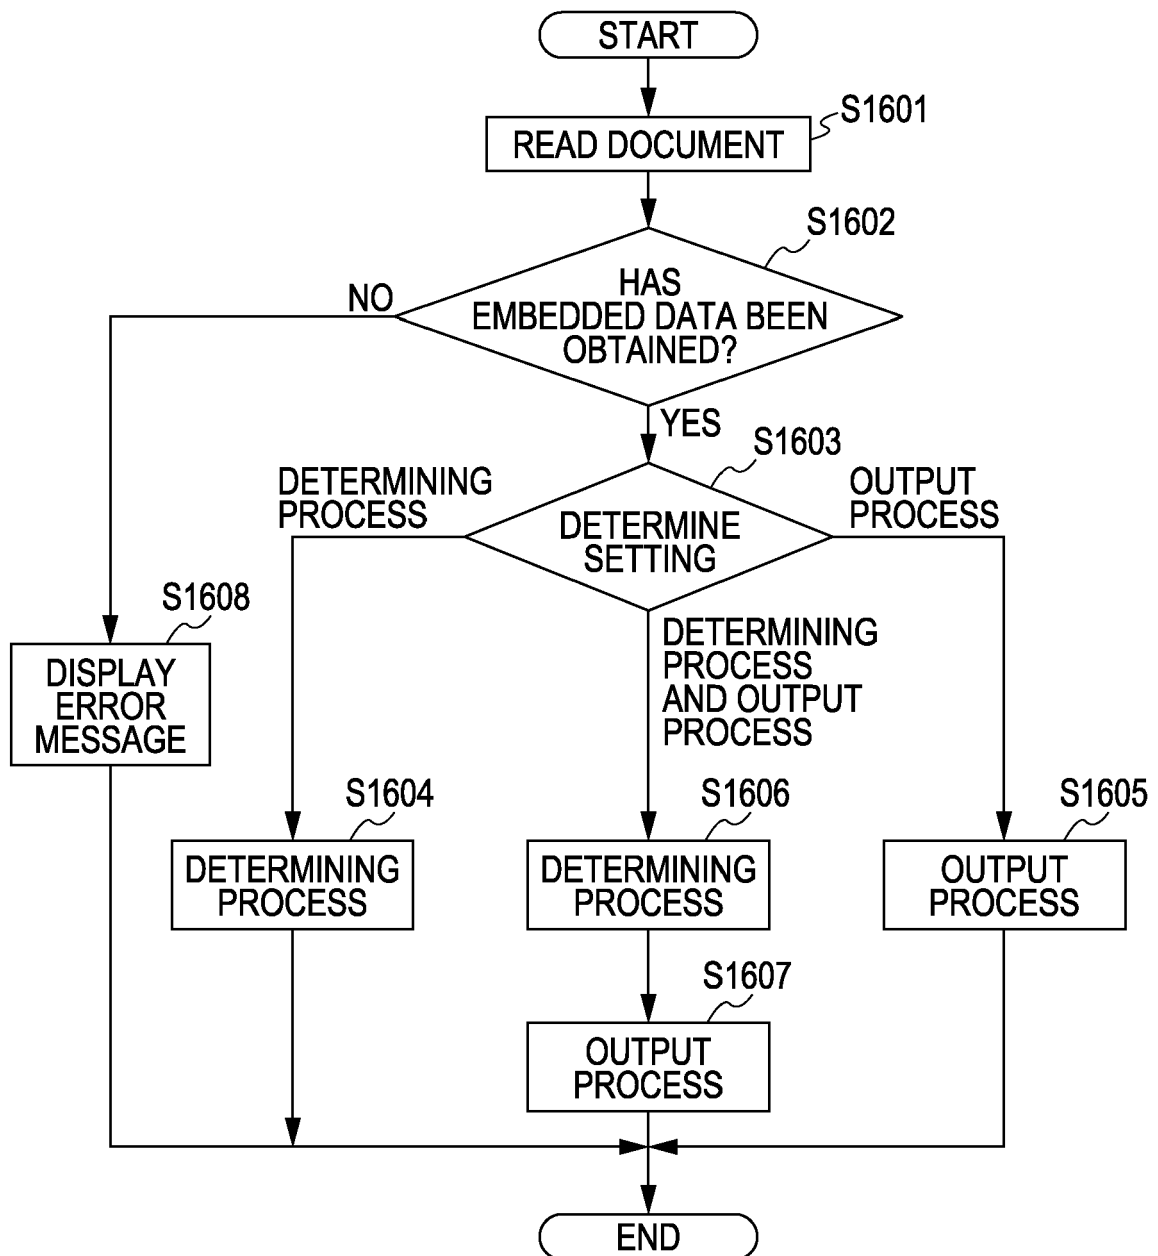 START
S1601
READ DOCUMENT
S1602
HAS
EMBEDDED DATA BEEN
OBTAINED?
NO
YES
S1603
DETERMINING
PROCESS
OUTPUT
PROCESS
DETERMINE
SETTING
S1608
DISPLAY
ERROR
MESSAGE
DETERMINING
PROCESS
AND OUTPUT
PROCESS
S1604
DETERMINING
PROCESS
S1606
DETERMINING
PROCESS
S1605
OUTPUT
PROCESS
S1607
OUTPUT
PROCESS
END